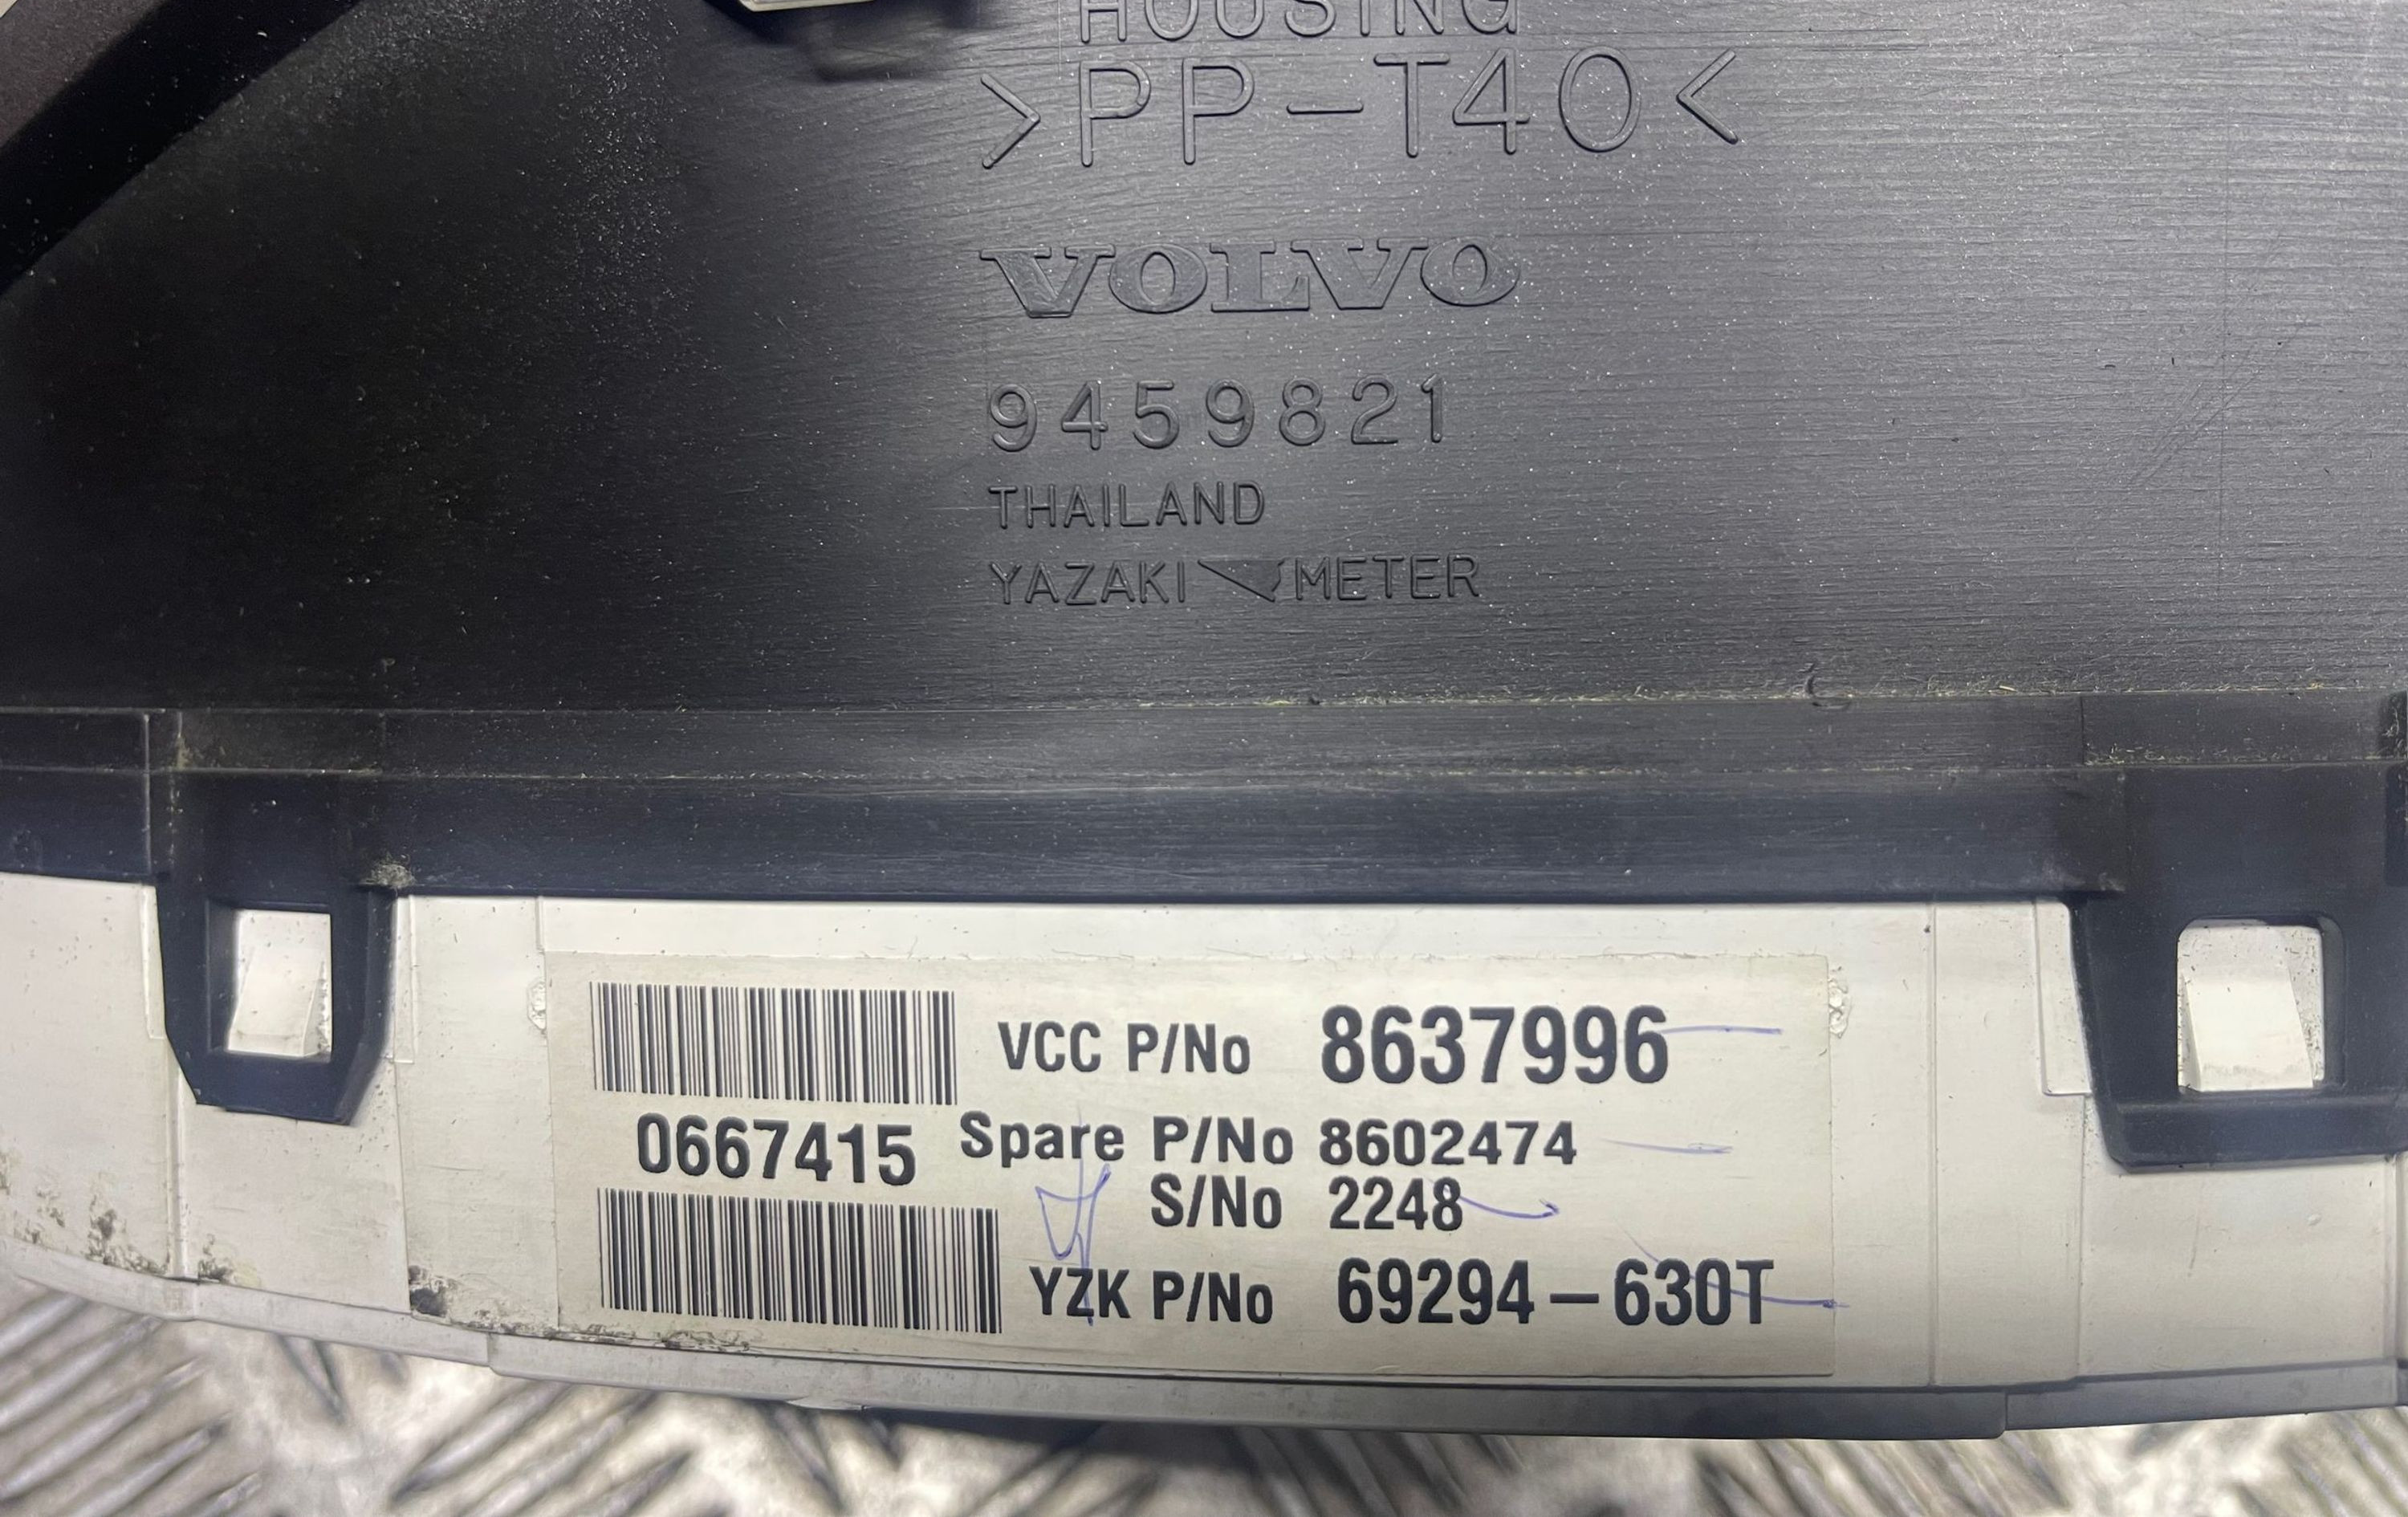 HOUSING
>PP-T40<
VOLVO
9459821
THAILAND
YAZAKI METER
VCC P/No 8637996
0667415 Spare P/No 8602474
S/No 2248
YZK P/No 69294-630T